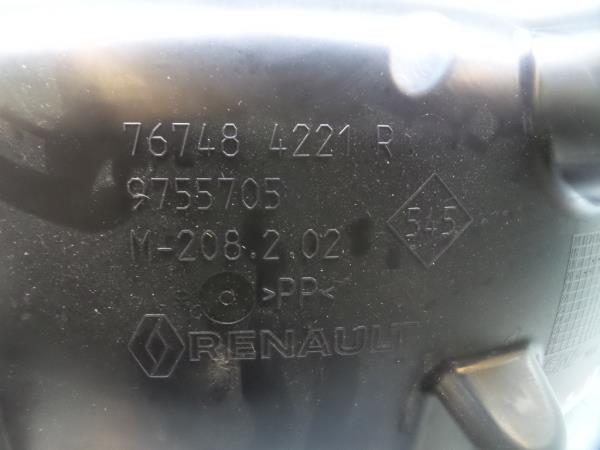 76748 4221 R
9755705
545
M-208.2.02
>PP<
RENAULT